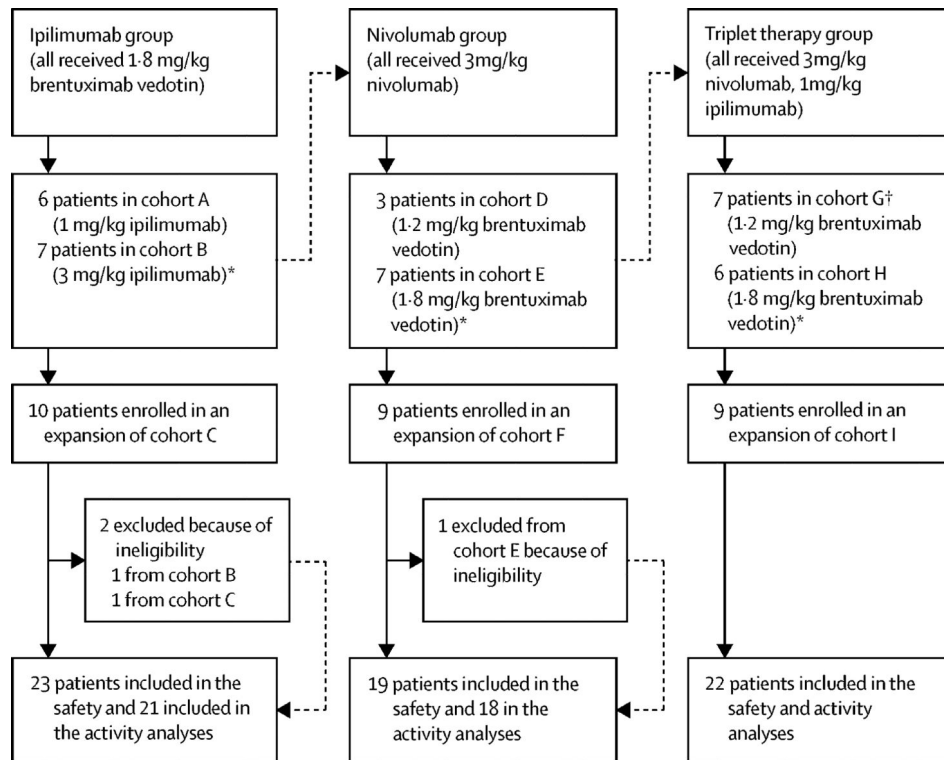 Ipilimumab group
(all received 1·8 mg/kg
brentuximab vedotin)
Nivolumab group
(all received 3mg/kg
nivolumab)
Triplet therapy group
(all received 3mg/kg
nivolumab, 1mg/kg
ipilimumab)
6 patients in cohort A
(1 mg/kg ipilimumab)
7 patients in cohort B
(3 mg/kg ipilimumab)*
3 patients in cohort D
(1·2 mg/kg brentuximab
vedotin)
7 patients in cohort E
(1·8 mg/kg brentuximab
vedotin)*
7 patients in cohort G†
(1·2 mg/kg brentuximab
vedotin)
6 patients in cohort H
(1·8 mg/kg brentuximab
vedotin)*
10 patients enrolled in an
expansion of cohort C
9 patients enrolled in an
expansion of cohort F
9 patients enrolled in an
expansion of cohort I
2 excluded because of
ineligibility
1 from cohort B
1 from cohort C
1 excluded from
cohort E because of
ineligibility
23 patients included in the
safety and 21 included in
the activity analyses
19 patients included in the
safety and 18 in the
activity analyses
22 patients included in the
safety and activity
analyses